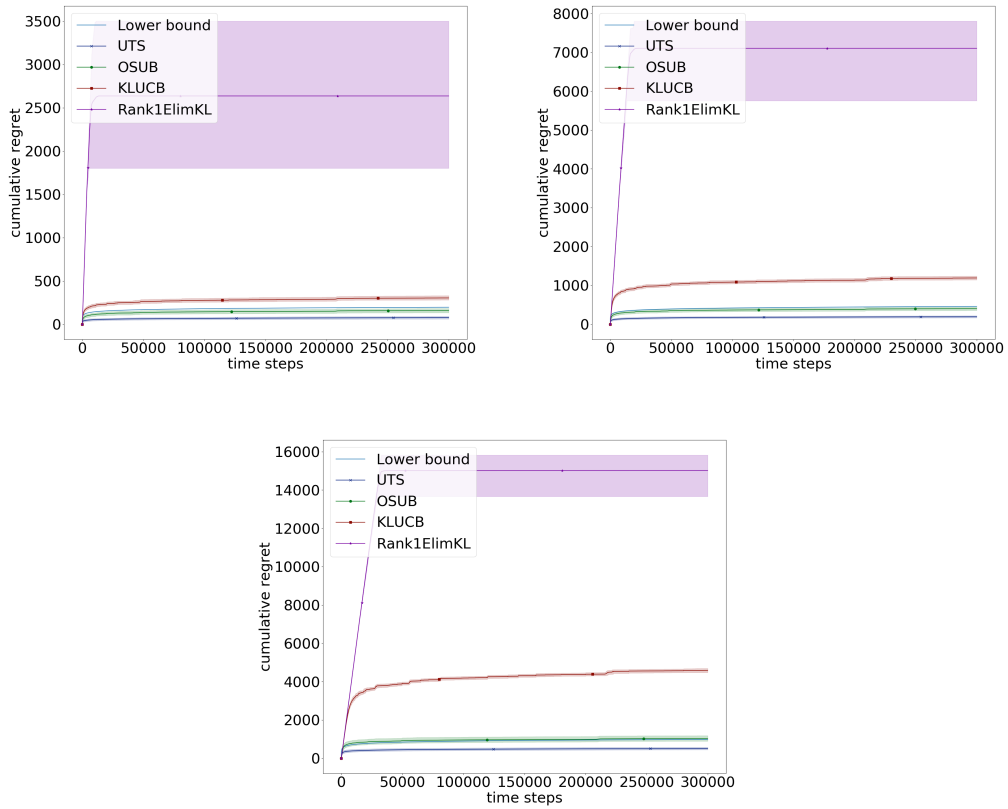 3500
3000
2500
2000
1500
1000
500
0
cumulative regret
Lower bound
UTS
OSUB
KLUCB
Rank1ElimKL
0 50000 100000 150000 200000 250000 300000
time steps
8000
7000
6000
5000
4000
3000
2000
1000
0
cumulative regret
Lower bound
UTS
OSUB
KLUCB
Rank1ElimKL
0 50000 100000 150000 200000 250000 300000
time steps
16000
14000
12000
10000
8000
6000
4000
2000
0
cumulative regret
Lower bound
UTS
OSUB
KLUCB
Rank1ElimKL
0 50000 100000 150000 200000 250000 300000
time steps